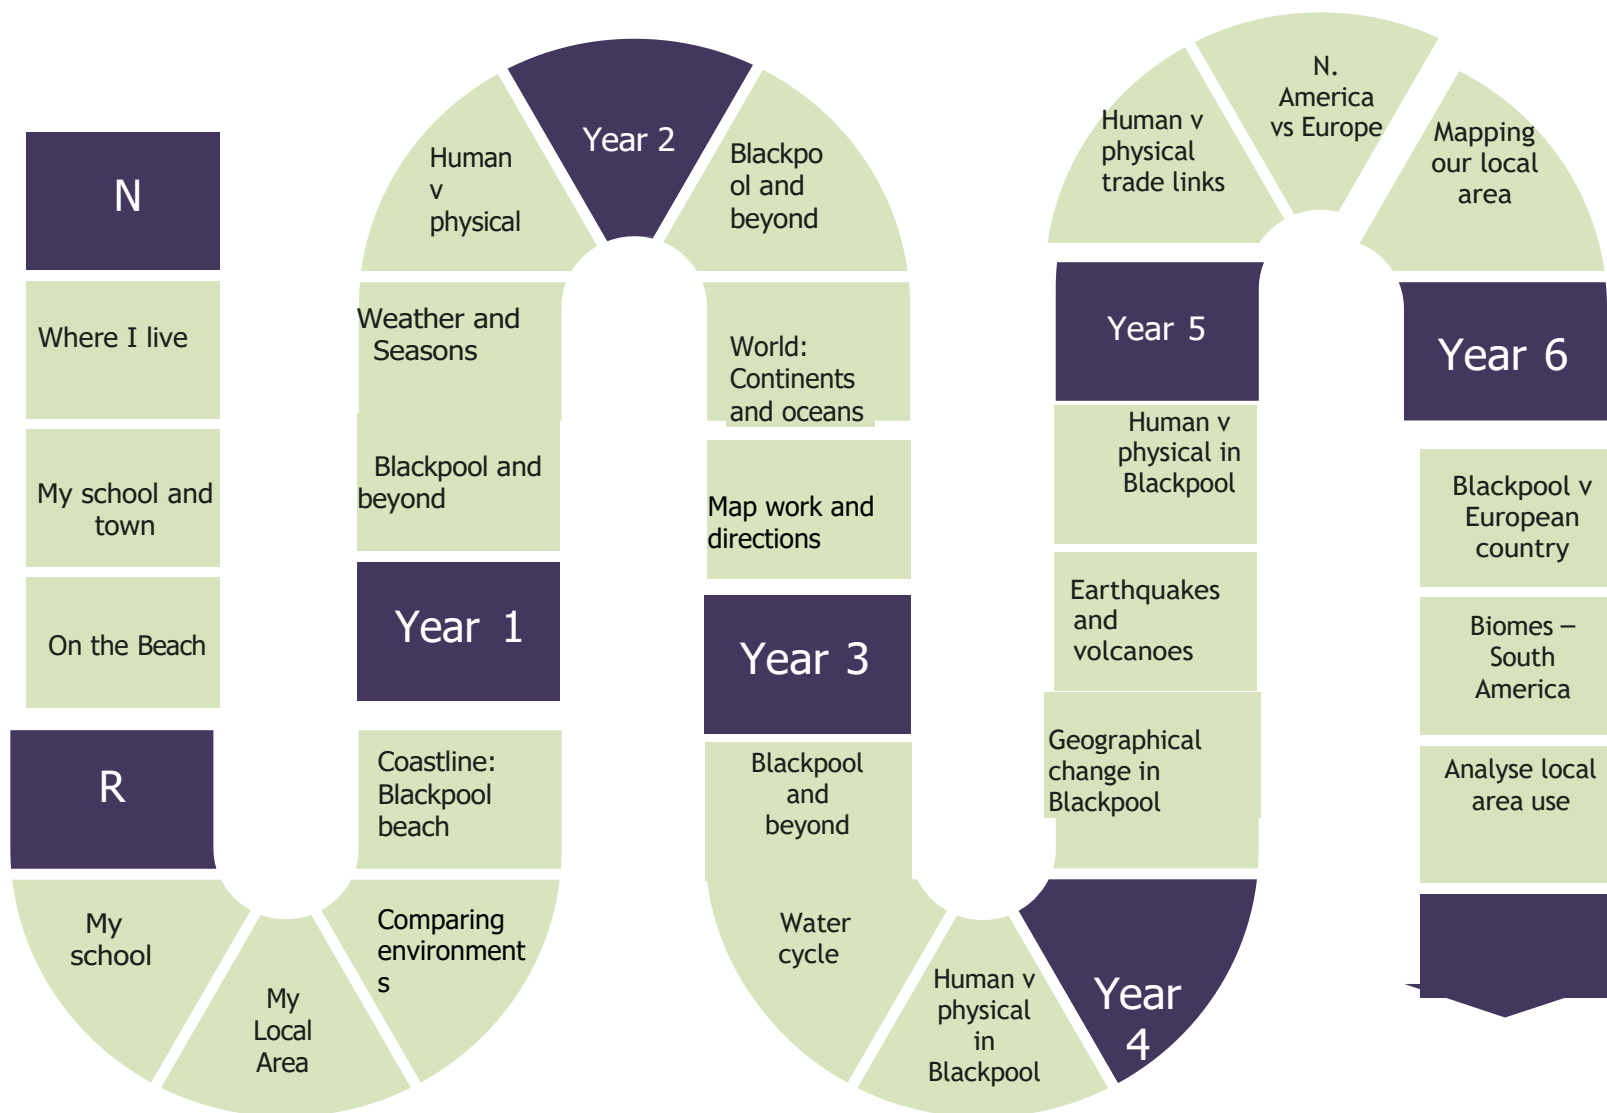 N
Where I live
My school and
town
On the Beach
R
My
school
My
Local
Area
Comparing
environment
s
Coastline:
Blackpool
beach
Year 1
Blackpool and
beyond
Weather and
Seasons
Human
v
physical
Year 2
Blackpo
ol and
beyond
World:
Continents
and oceans
Map work and
directions
Year 3
Blackpool
and
beyond
Water
cycle
Human v
physical
in
Blackpool
Year
4
Geographical
change in
Blackpool
Earthquakes
and
volcanoes
Human v
physical in
Blackpool
Year 5
Human v
physical
trade links
N.
America
vs Europe
Mapping
our local
area
Year 6
Blackpool v
European
country
Biomes –
South
America
Analyse local
area use